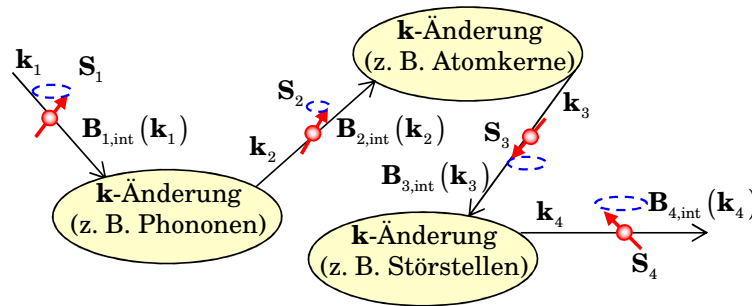 k₁
S₁
B₁,int(k₁)
k-Änderung
(z. B. Phononen)
k₂
S₂
B₂,int(k₂)
k-Änderung
(z. B. Atomkerne)
k₃
S₃
B₃,int(k₃)
k-Änderung
(z. B. Störstellen)
k₄
B₄,int(k₄)
S₄